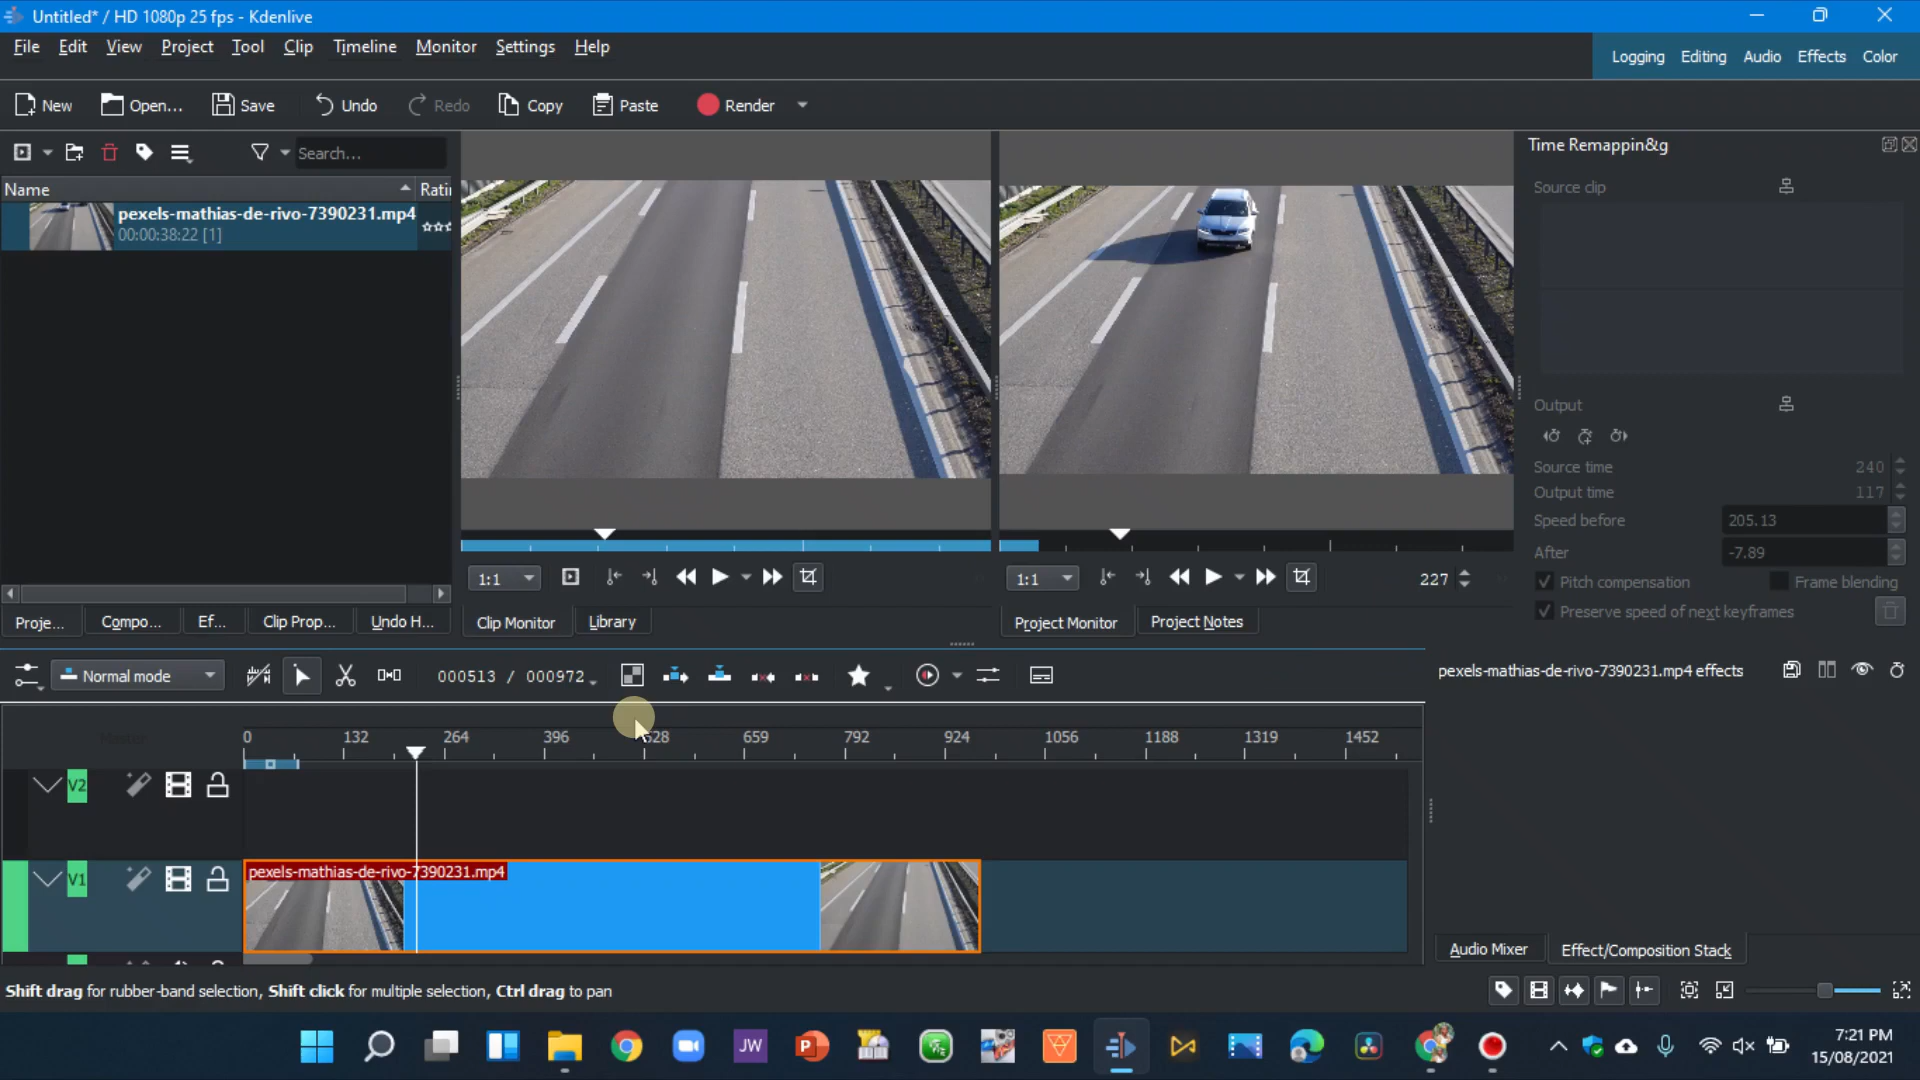 Untitled* / HD 1080p 25 fps - Kdenlive
File Edit View Project Tool Clip Timeline Monitor Settings Help
Logging Editing Audio Effects Color
New Open... Save Undo Redo Copy Paste Render
Search...
Name Rati
pexels-mathias-de-rivo-7390231.mp4
00:00:38:22 [1]
Proje... Compo... Ef... Clip Prop... Undo H...
1:1
Clip Monitor Library
1:1 227
Project Monitor Project Notes
Time Remappin&g
Source clip
Output
Source time 240
Output time 117
Speed before 205.13
After -7.89
Pitch compensation Frame blending
Preserve speed of next keyframes
Normal mode 000513 / 000972
pexels-mathias-de-rivo-7390231.mp4 effects
Master
0 132 264 396 528 659 792 924 1056 1188 1319 1452
V2
V1
pexels-mathias-de-rivo-7390231.mp4
Audio Mixer Effect/Composition Stack
Shift drag for rubber-band selection, Shift click for multiple selection, Ctrl drag to pan
JW
P
7:21 PM
15/08/2021